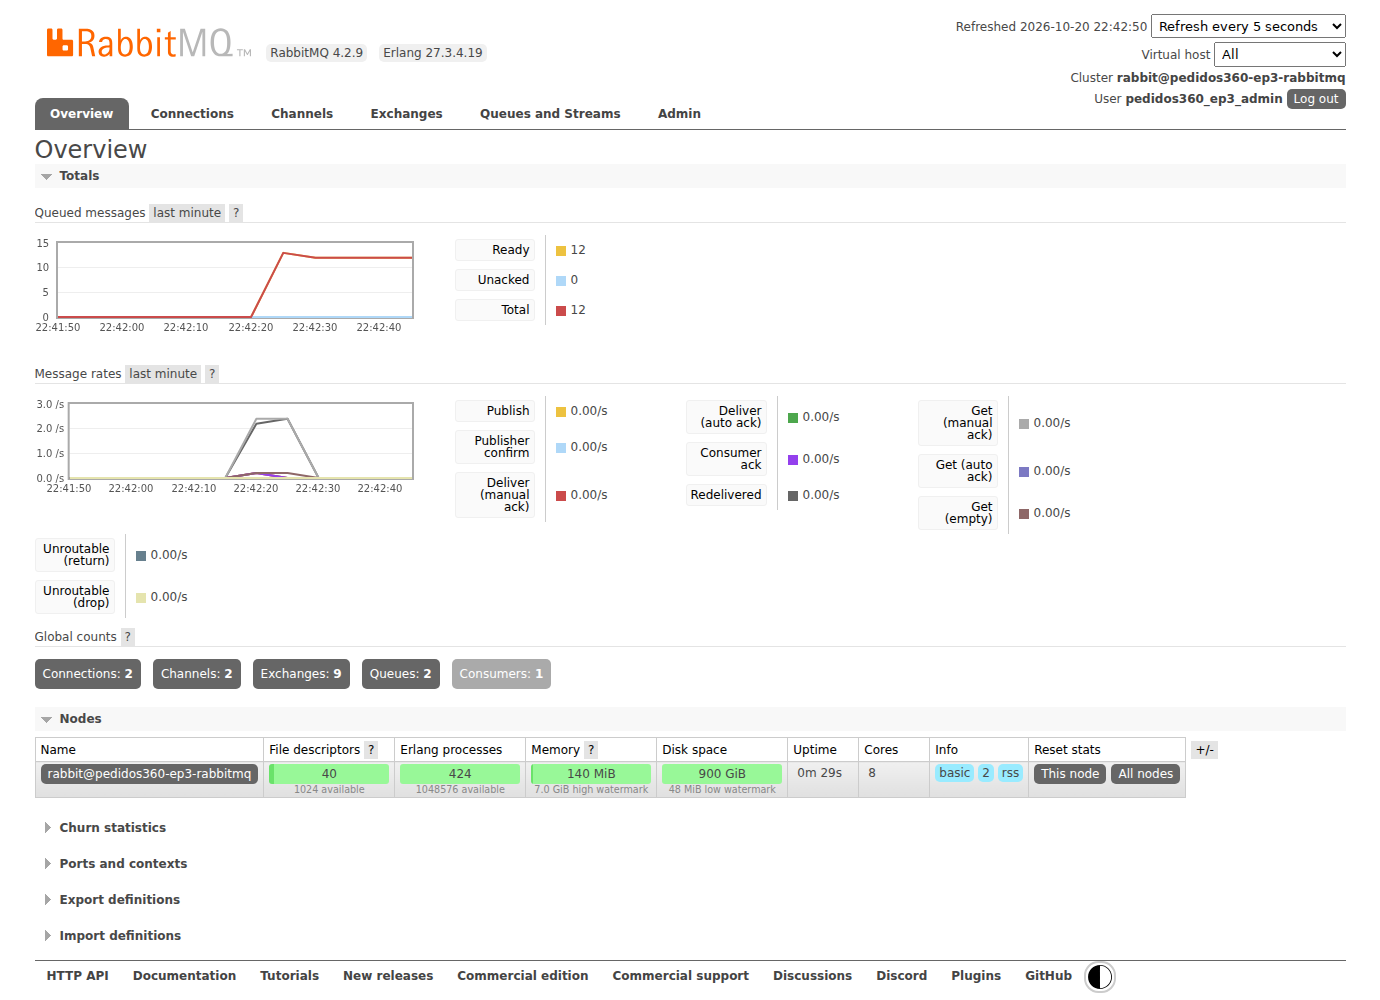 RabbitMQ TM
RabbitMQ 4.2.9 Erlang 27.3.4.19
Refreshed 2026-10-20 22:42:50 Refresh every 5 seconds
Virtual host All
Cluster rabbit@pedidos360-ep3-rabbitmq
User pedidos360_ep3_admin Log out
Overview Connections Channels Exchanges Queues and Streams Admin
Overview
Totals
Queued messages last minute ?
15
10
5
0
22:41:50 22:42:00 22:42:10 22:42:20 22:42:30 22:42:40
Ready 12
Unacked 0
Total 12
Message rates last minute ?
3.0 /s
2.0 /s
1.0 /s
0.0 /s
22:41:50 22:42:00 22:42:10 22:42:20 22:42:30 22:42:40
Publish 0.00/s
Publisher
confirm 0.00/s
Deliver
(manual
ack) 0.00/s
Deliver
(auto ack) 0.00/s
Consumer
ack 0.00/s
Redelivered 0.00/s
Get
(manual
ack) 0.00/s
Get (auto
ack) 0.00/s
Get
(empty) 0.00/s
Unroutable
(return) 0.00/s
Unroutable
(drop) 0.00/s
Global counts ?
Connections: 2 Channels: 2 Exchanges: 9 Queues: 2 Consumers: 1
Nodes
Name File descriptors ? Erlang processes Memory ? Disk space Uptime Cores Info Reset stats +/-
rabbit@pedidos360-ep3-rabbitmq 40 424 140 MiB 900 GiB 0m 29s 8 basic 2 rss This node All nodes
1024 available 1048576 available 7.0 GiB high watermark 48 MiB low watermark
Churn statistics
Ports and contexts
Export definitions
Import definitions
HTTP API Documentation Tutorials New releases Commercial edition Commercial support Discussions Discord Plugins GitHub